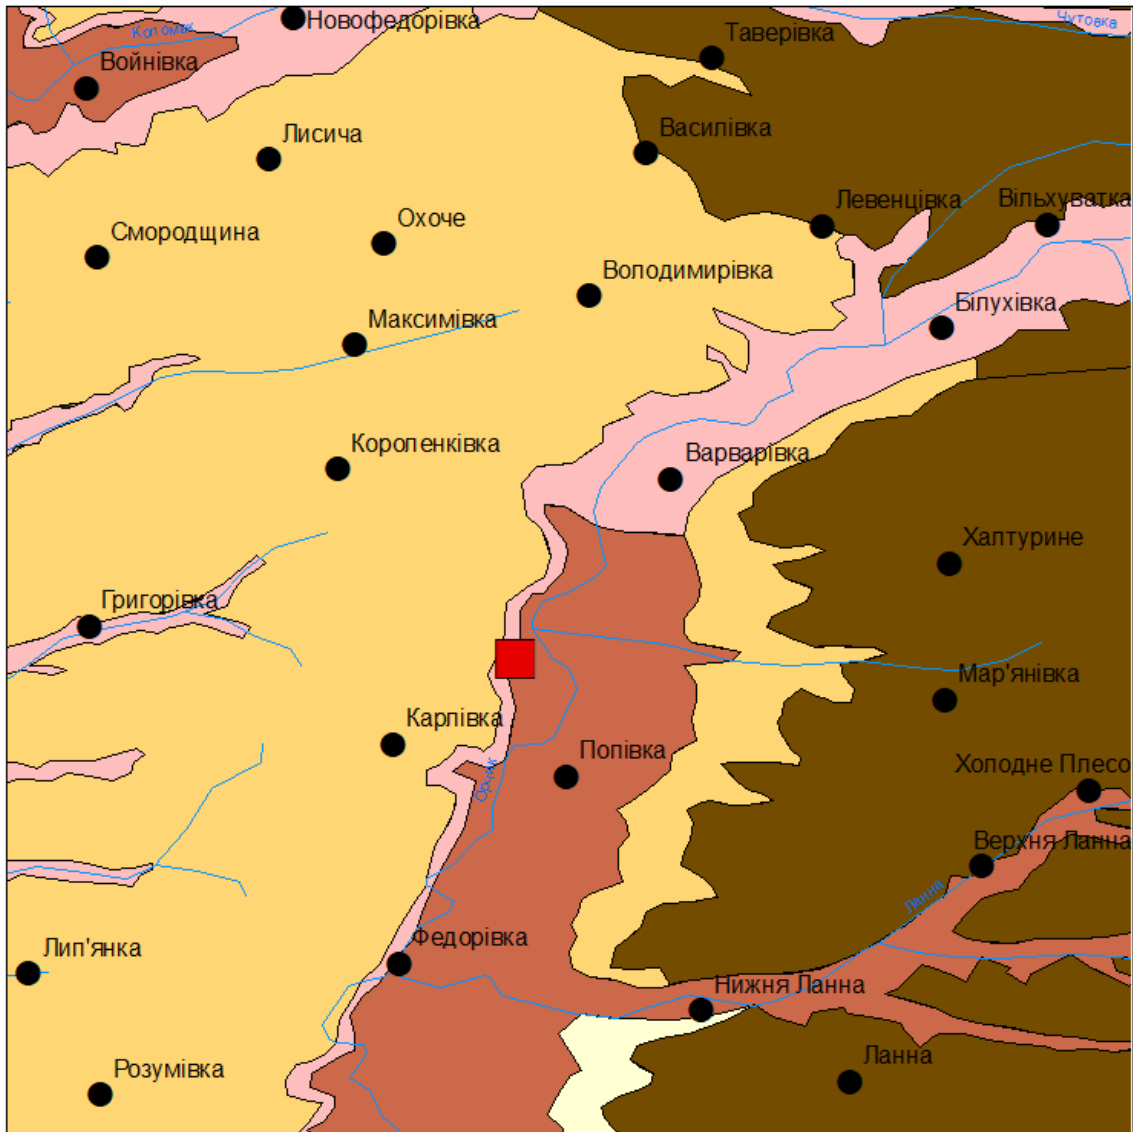 Новофедорівка
Чутовка
Коломак
Таверівка
Войнівка
Василівка
Лисича
Левенцівка
Вільхуватка
Охоче
Смородщина
Володимирівка
Білухівка
Максимівка
Короленківка
Варварівка
Халтурине
Григорівка
Мар'янівка
Карлівка
Попівка
Холодне Плесо
Орчик
Верхня Ланна
Ланна
Федорівка
Лип'янка
Нижня Ланна
Ланна
Розумівка